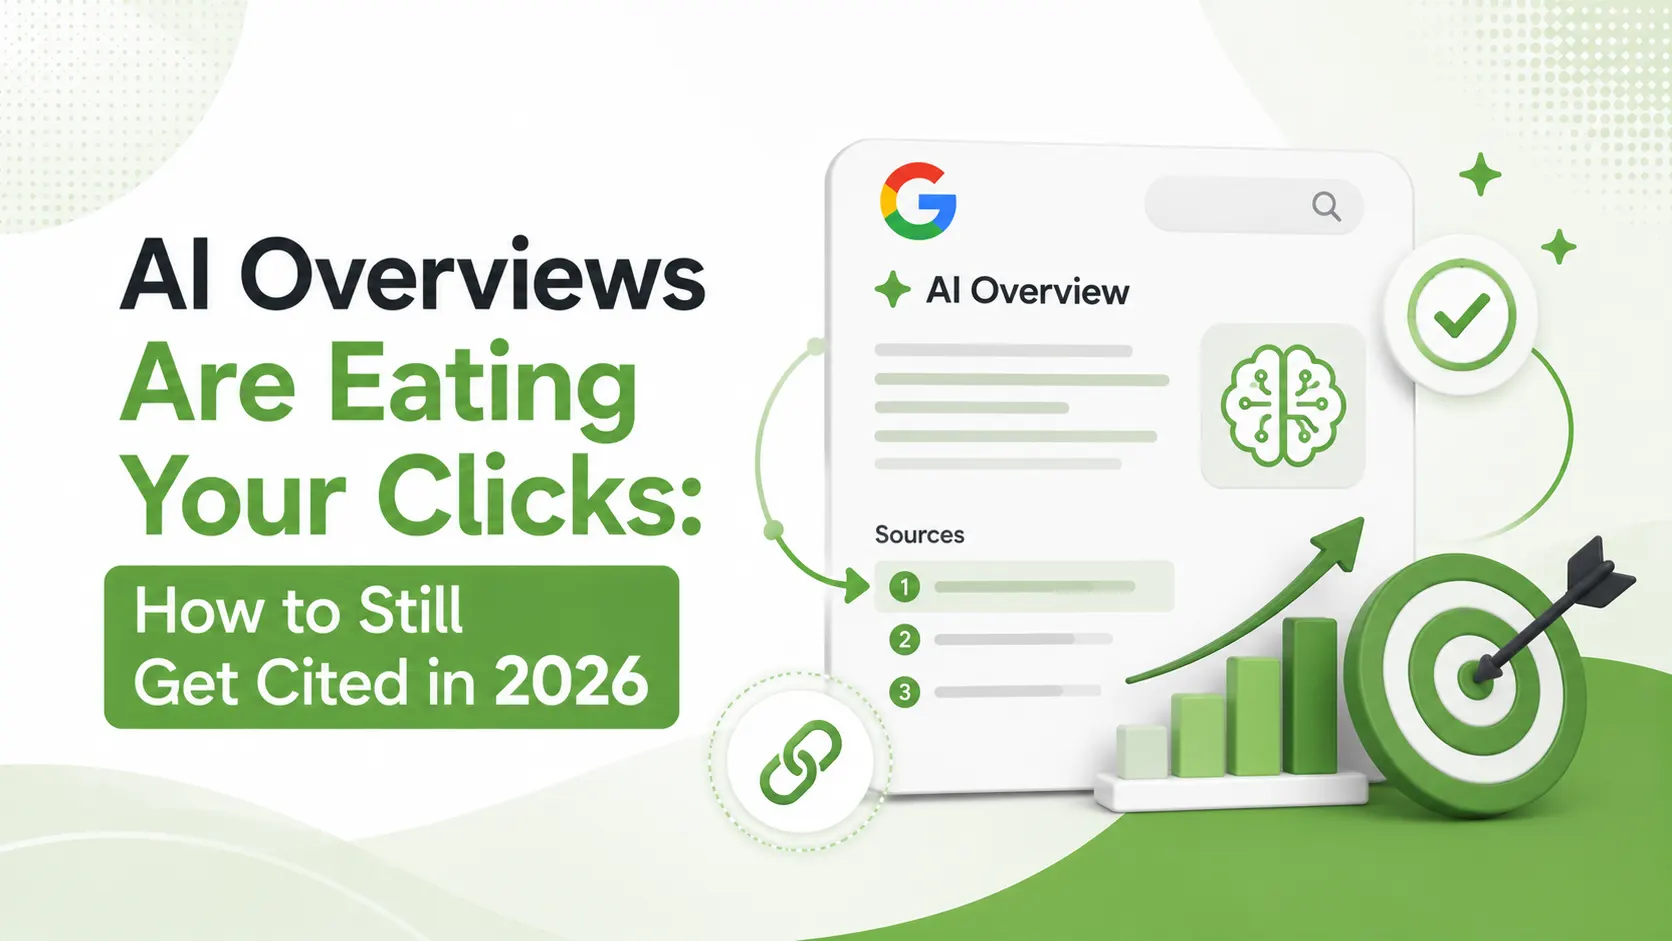 AI Overviews
Are Eating
Your Clicks:
How to Still
Get Cited in 2026
G
AI Overview
Sources
1
2
3